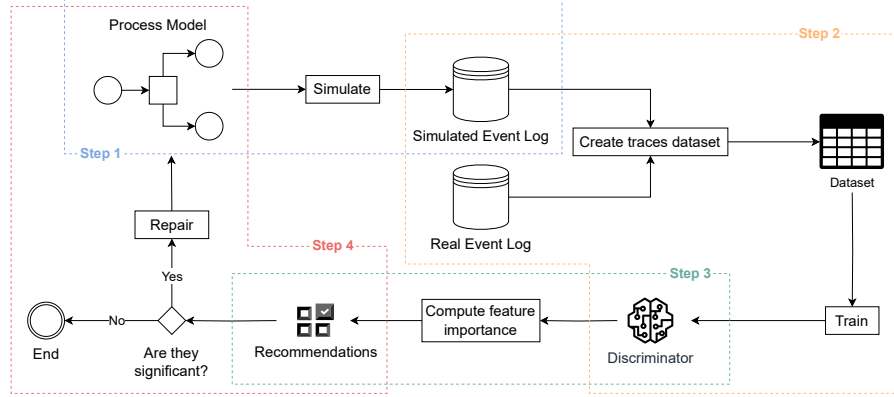 Process Model
Step 2
Simulate
Simulated Event Log
Create traces dataset
Step 1
Dataset
Repair
Real Event Log
Step 4
Yes
Step 3
No
Compute feature
importance
Train
End
Are they
significant?
Recommendations
Discriminator